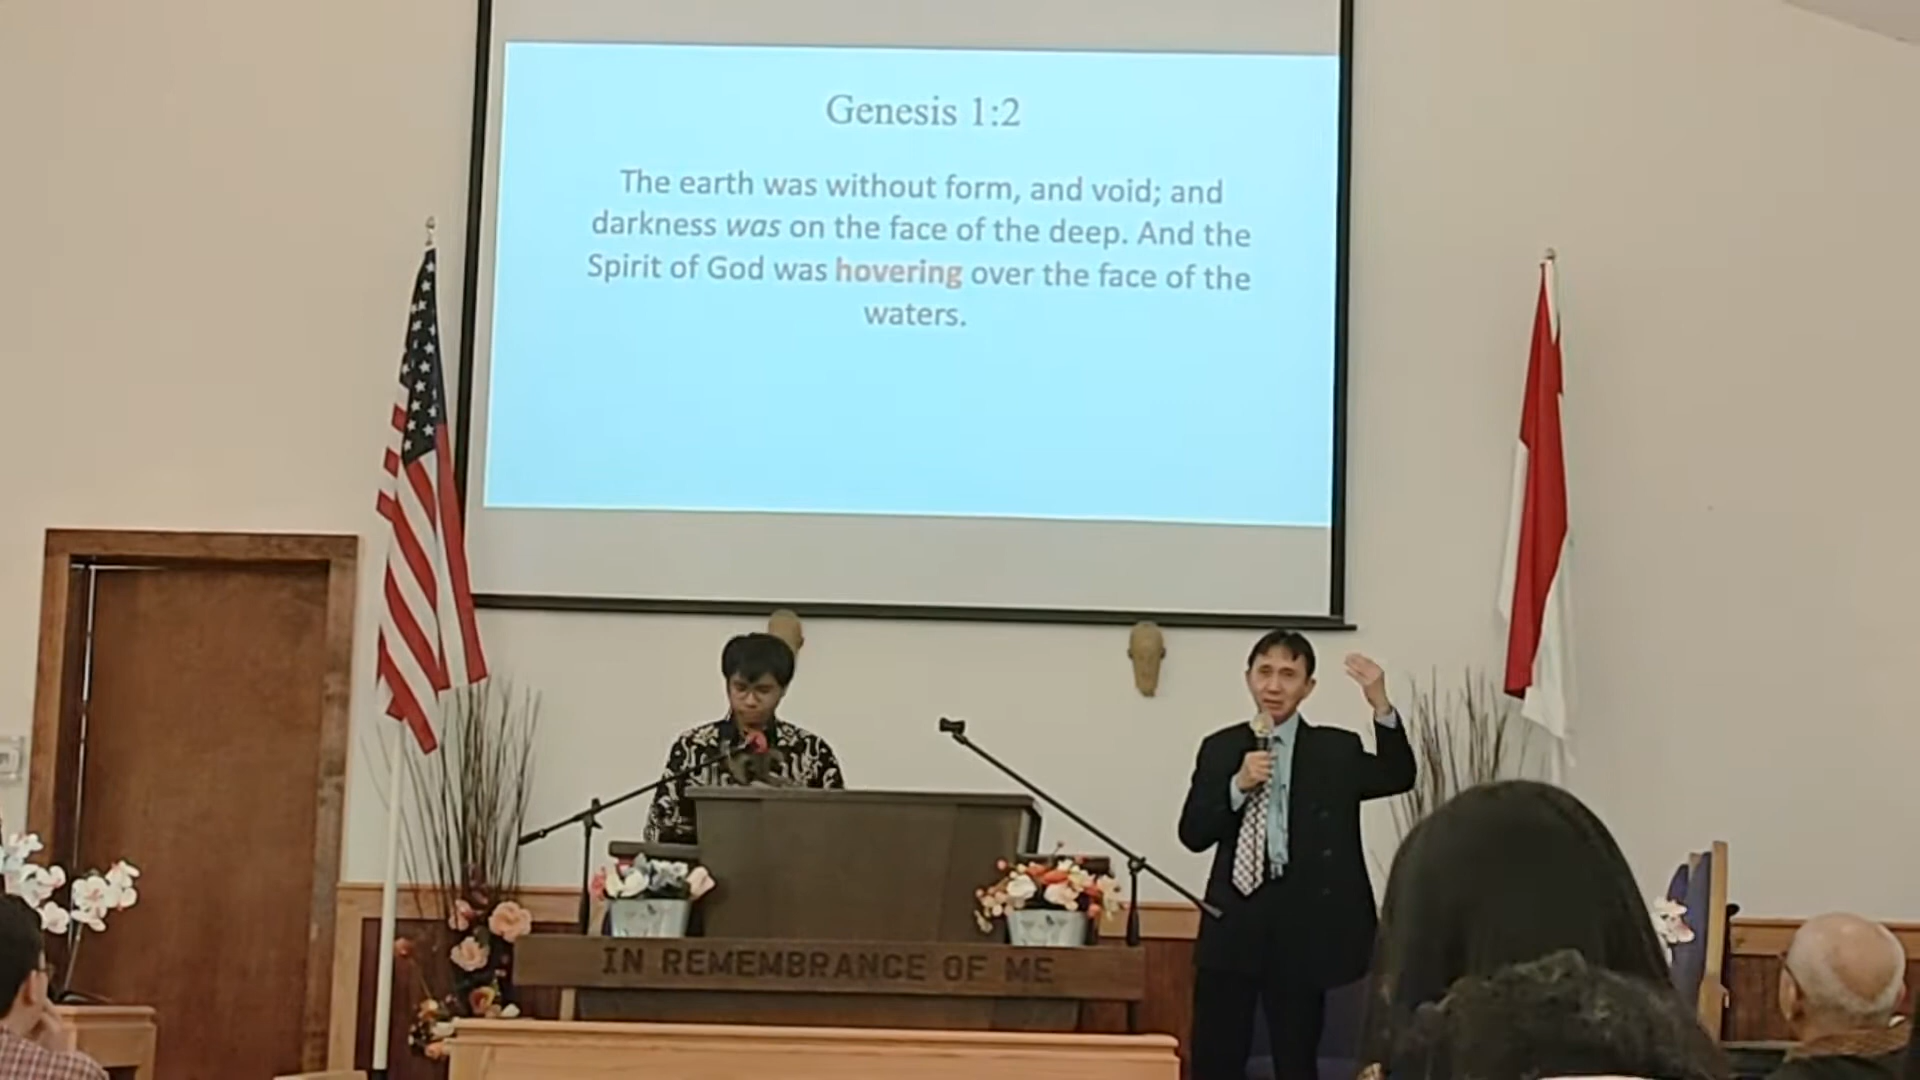 Genesis 1:2
The earth was without form, and void; and
darkness was on the face of the deep. And the
Spirit of God was hovering over the face of the
waters.
IN REMEMBRANCE OF ME